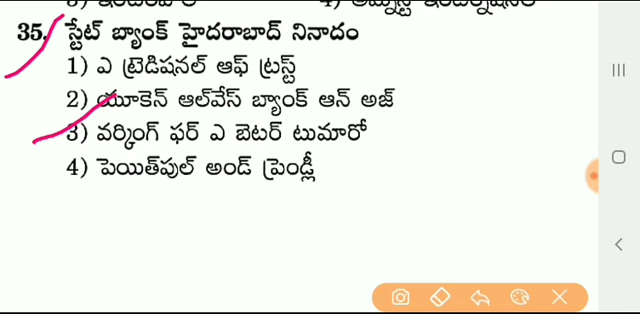 35. స్టేట్ బ్యాంక్ హైదరాబాద్ నినాదం
1) ఎ ట్రెడిషనల్ ఆఫ్ ట్రస్ట్
2) యూకెన్ ఆల్‌వేస్ బ్యాంక్ ఆన్ అజ్
3) వర్కింగ్ ఫర్ ఎ బెటర్ టుమారో
4) పెయిత్‌పుల్ అండ్ ప్రెండ్లీ